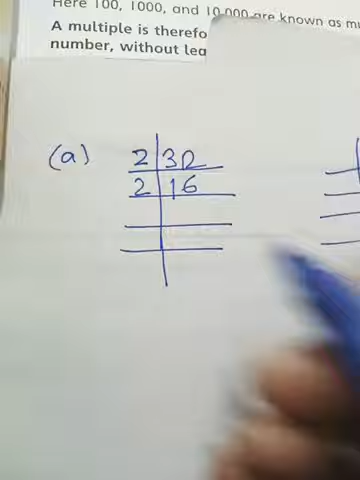 Here 100, 1000, and 10,000 are known as mu
A multiple is therefo
number, without lea
(a) 2 32
2 16